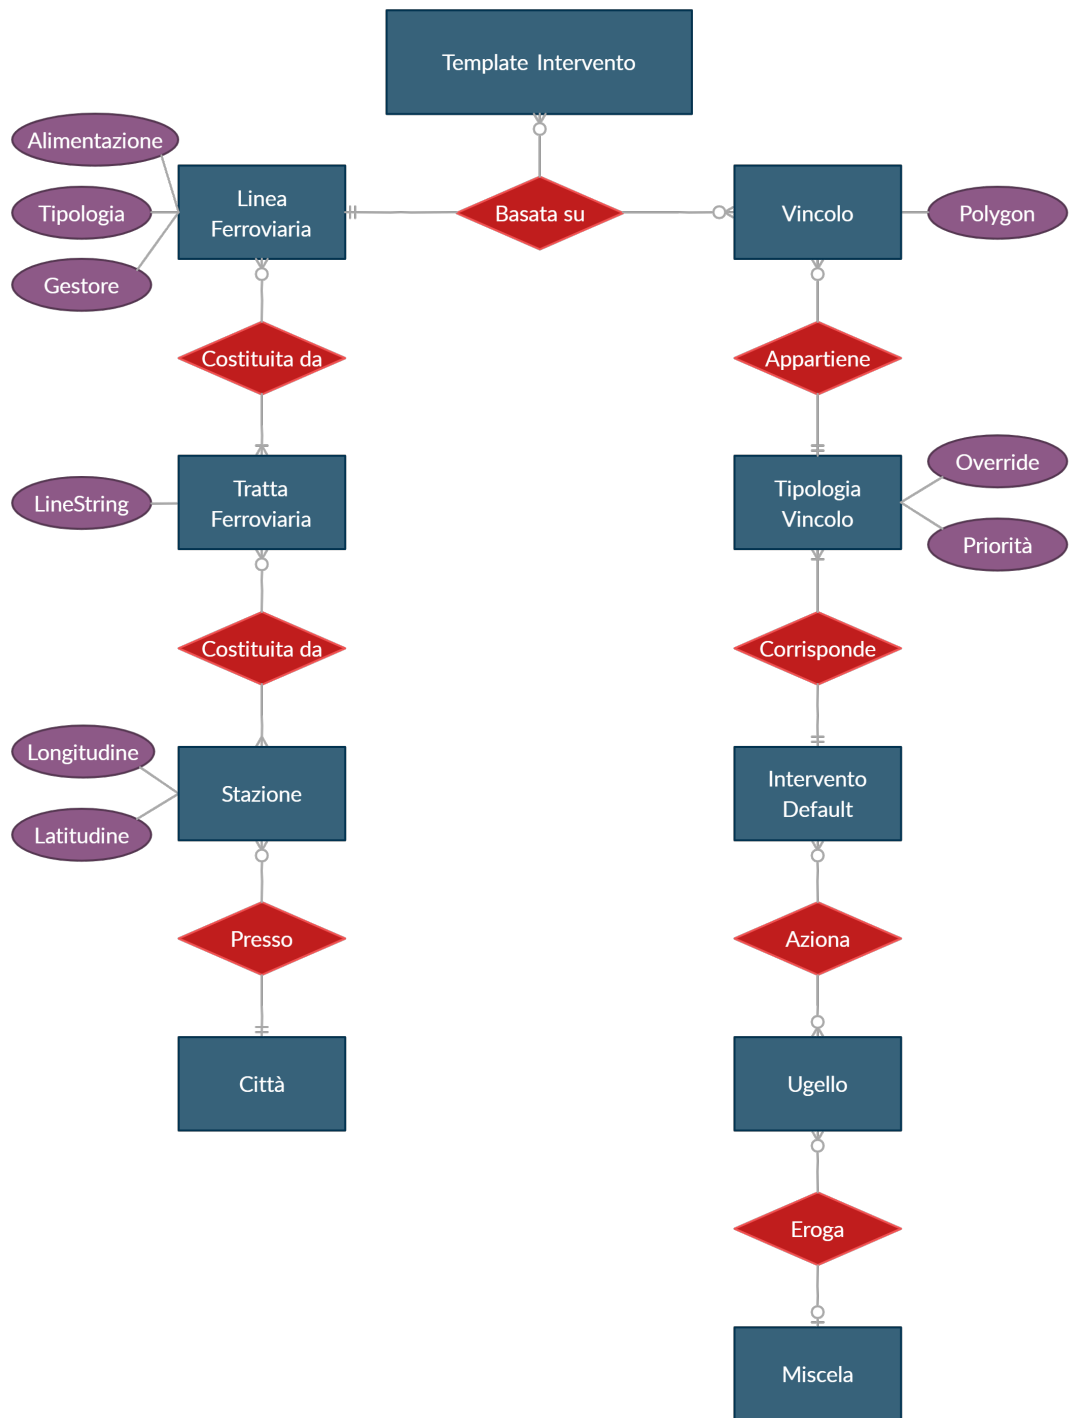 Template Intervento
Alimentazione
Linea
Ferroviaria
Tipologia
Basata su
Vincolo
Polygon
Gestore
Costituita da
Appartiene
Override
LineString
Tratta
Ferroviaria
Tipologia
Vincolo
Priorità
Costituita da
Corrisponde
Longitudine
Stazione
Intervento
Default
Latitudine
Presso
Aziona
Città
Ugello
Eroga
Miscela